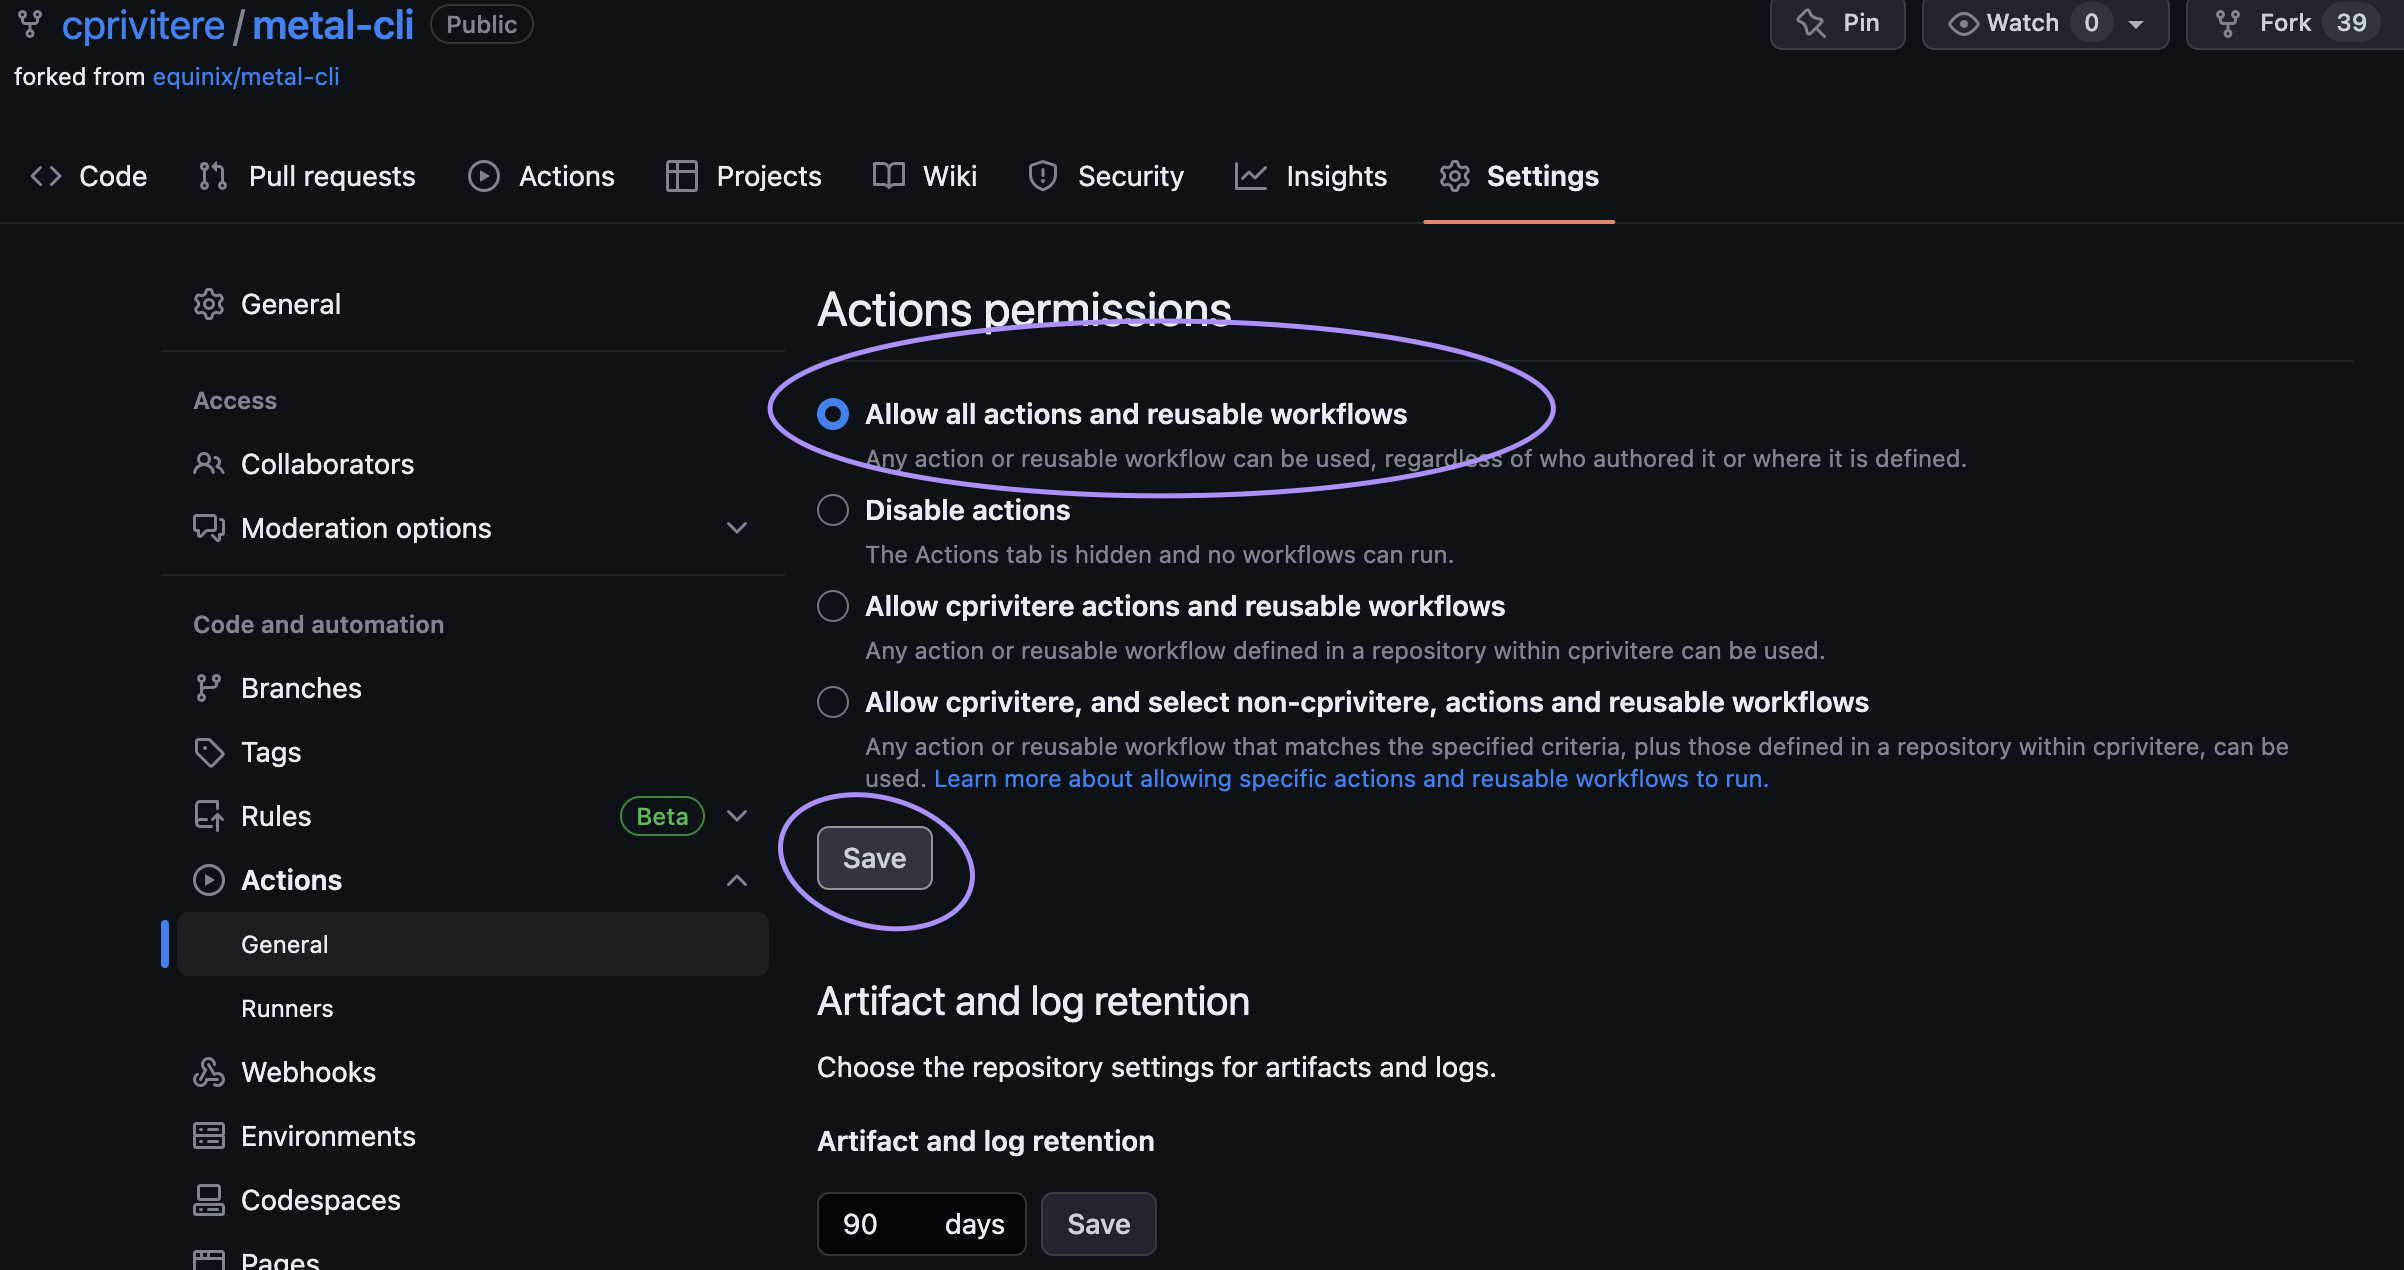 cprivitere / metal-cli Public
Pin
Watch 0
Fork 39
forked from equinix/metal-cli
Code
Pull requests
Actions
Projects
Wiki
Security
Insights
Settings
General
Access
Collaborators
Moderation options
Code and automation
Branches
Tags
Rules Beta
Actions
General
Runners
Webhooks
Environments
Codespaces
Pages
Actions permissions
Allow all actions and reusable workflows
Any action or reusable workflow can be used, regardless of who authored it or where it is defined.
Disable actions
The Actions tab is hidden and no workflows can run.
Allow cprivitere actions and reusable workflows
Any action or reusable workflow defined in a repository within cprivitere can be used.
Allow cprivitere, and select non-cprivitere, actions and reusable workflows
Any action or reusable workflow that matches the specified criteria, plus those defined in a repository within cprivitere, can be
used. Learn more about allowing specific actions and reusable workflows to run.
Save
Artifact and log retention
Choose the repository settings for artifacts and logs.
Artifact and log retention
90 days Save